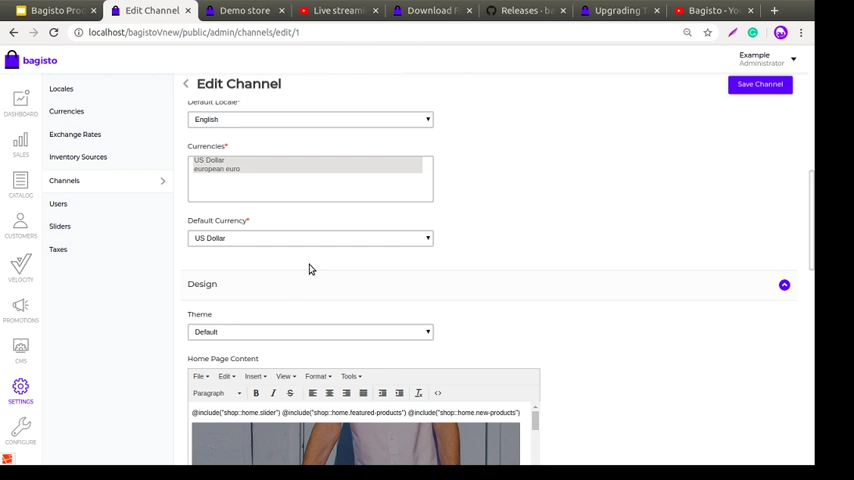 Bagisto Pro
Edit Channel
Demo store
Live streami
Download F
Releases · ba
Upgrading T
Bagisto - Yo
localhost/bagistoVnew/public/admin/channels/edit/1
bagisto
Example
Administrator
DASHBOARD
SALES
CATALOG
CUSTOMERS
VELOCITY
PROMOTIONS
CMS
SETTINGS
CONFIGURE
Locales
Currencies
Exchange Rates
Inventory Sources
Channels
Users
Sliders
Taxes
Edit Channel
Save Channel
Default Locale*
English
Currencies*
US Dollar
european euro
Default Currency*
US Dollar
Design
Theme
Default
Home Page Content
File Edit Insert View Format Tools
Paragraph B I S
@include("shop::home.slider") @include("shop::home.featured-products") @include("shop::home.new-products")